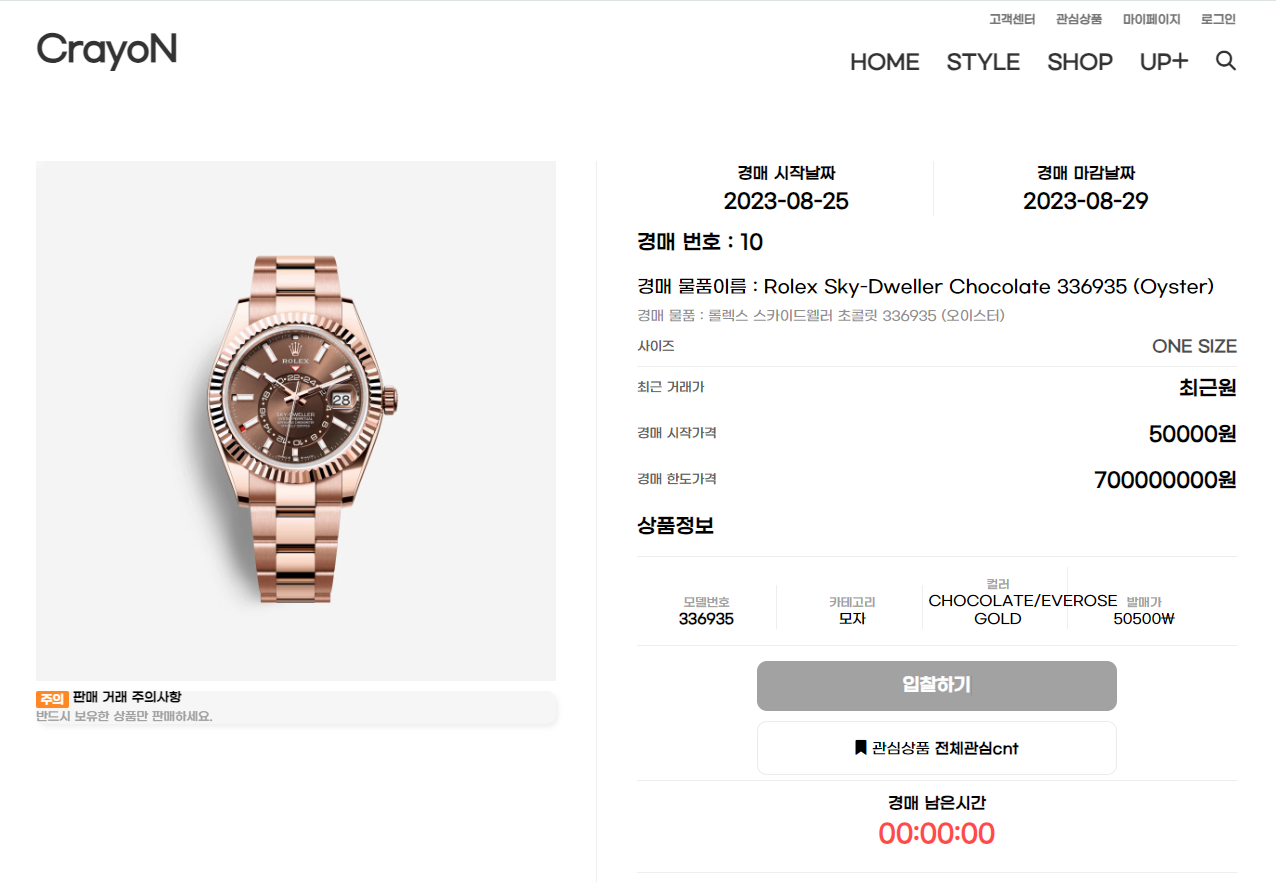 고객센터 관심상품 마이페이지 로그인
CrayoN
HOME STYLE SHOP UP+
경매 시작날짜
2023-08-25
경매 마감날짜
2023-08-29
경매 번호 : 10
경매 물품이름 : Rolex Sky-Dweller Chocolate 336935 (Oyster)
경매 물품 : 롤렉스 스카이드웰러 초콜릿 336935 (오이스터)
사이즈 ONE SIZE
최근 거래가 최근원
경매 시작가격 50000원
경매 한도가격 700000000원
상품정보
모델번호
336935
카테고리
모자
컬러
CHOCOLATE/EVEROSE
GOLD
발매가
50500₩
입찰하기
관심상품 전체관심cnt
경매 남은시간
00:00:00
ROLEX
22 24
28
SKY-DWELLER
주의 판매 거래 주의사항
반드시 보유한 상품만 판매하세요.